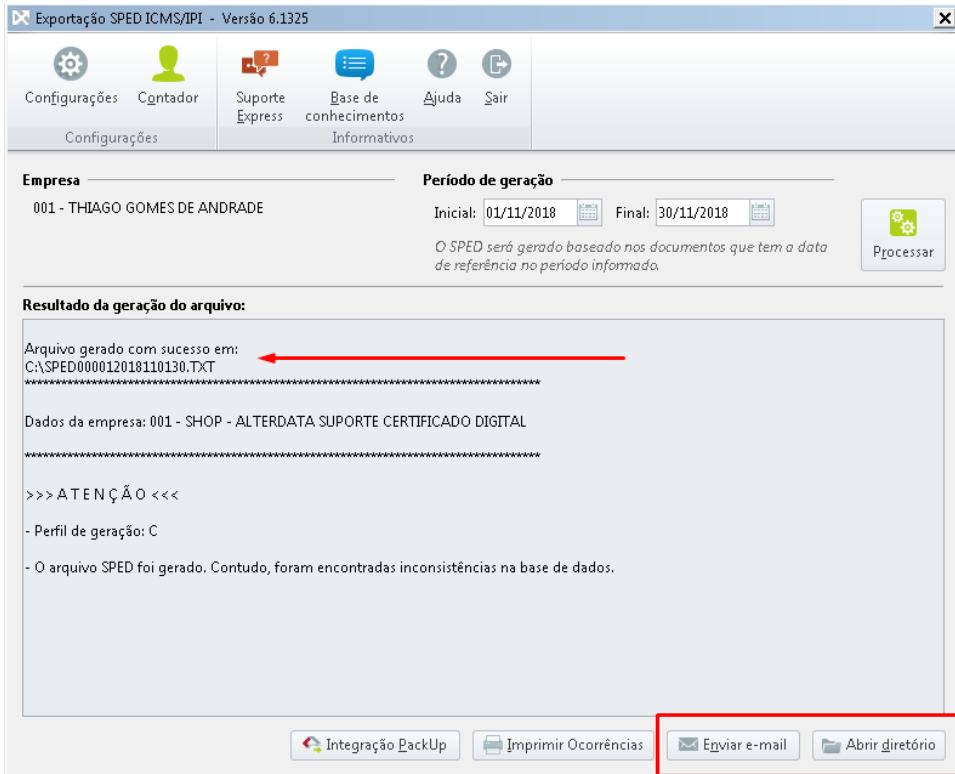 Exportação SPED ICMS/IPI - Versão 6.1325
Configurações Contador Suporte Express Base de conhecimentos Ajuda Sair
Configurações Informativos
Empresa
001 - THIAGO GOMES DE ANDRADE
Período de geração
Inicial: 01/11/2018 Final: 30/11/2018
O SPED será gerado baseado nos documentos que tem a data
de referência no período informado.
Processar
Resultado da geração do arquivo:
Arquivo gerado com sucesso em:
C:\SPED000012018110130.TXT
Dados da empresa: 001 - SHOP - ALTERDATA SUPORTE CERTIFICADO DIGITAL
>>> A T E N Ç Ã O <<<
- Perfil de geração: C
- O arquivo SPED foi gerado. Contudo, foram encontradas inconsistências na base de dados.
Integração PackUp Imprimir Ocorrências Enviar e-mail Abrir diretório